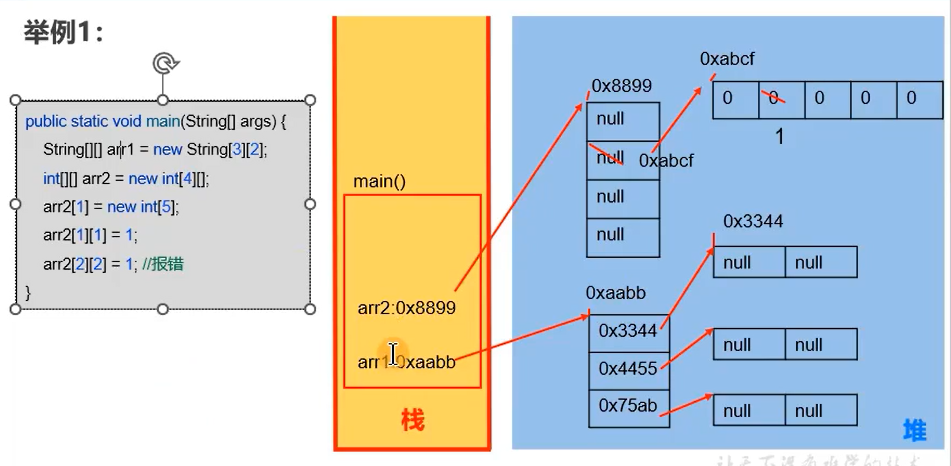 举例1：
public static void main(String[] args) {
String[][] arr1 = new String[3][2];
int[][] arr2 = new int[4][];
arr2[1] = new int[5];
arr2[1][1] = 1;
arr2[2][2] = 1; //报错
}
main()
arr2:0x8899
arr1:0xaabb
栈
0x8899
null
null 0xabcf
null
null
0xabcf
0 0 0 0 0
1
0x3344
null null
0xaabb
0x3344
0x4455
0x75ab
null null
null null
堆